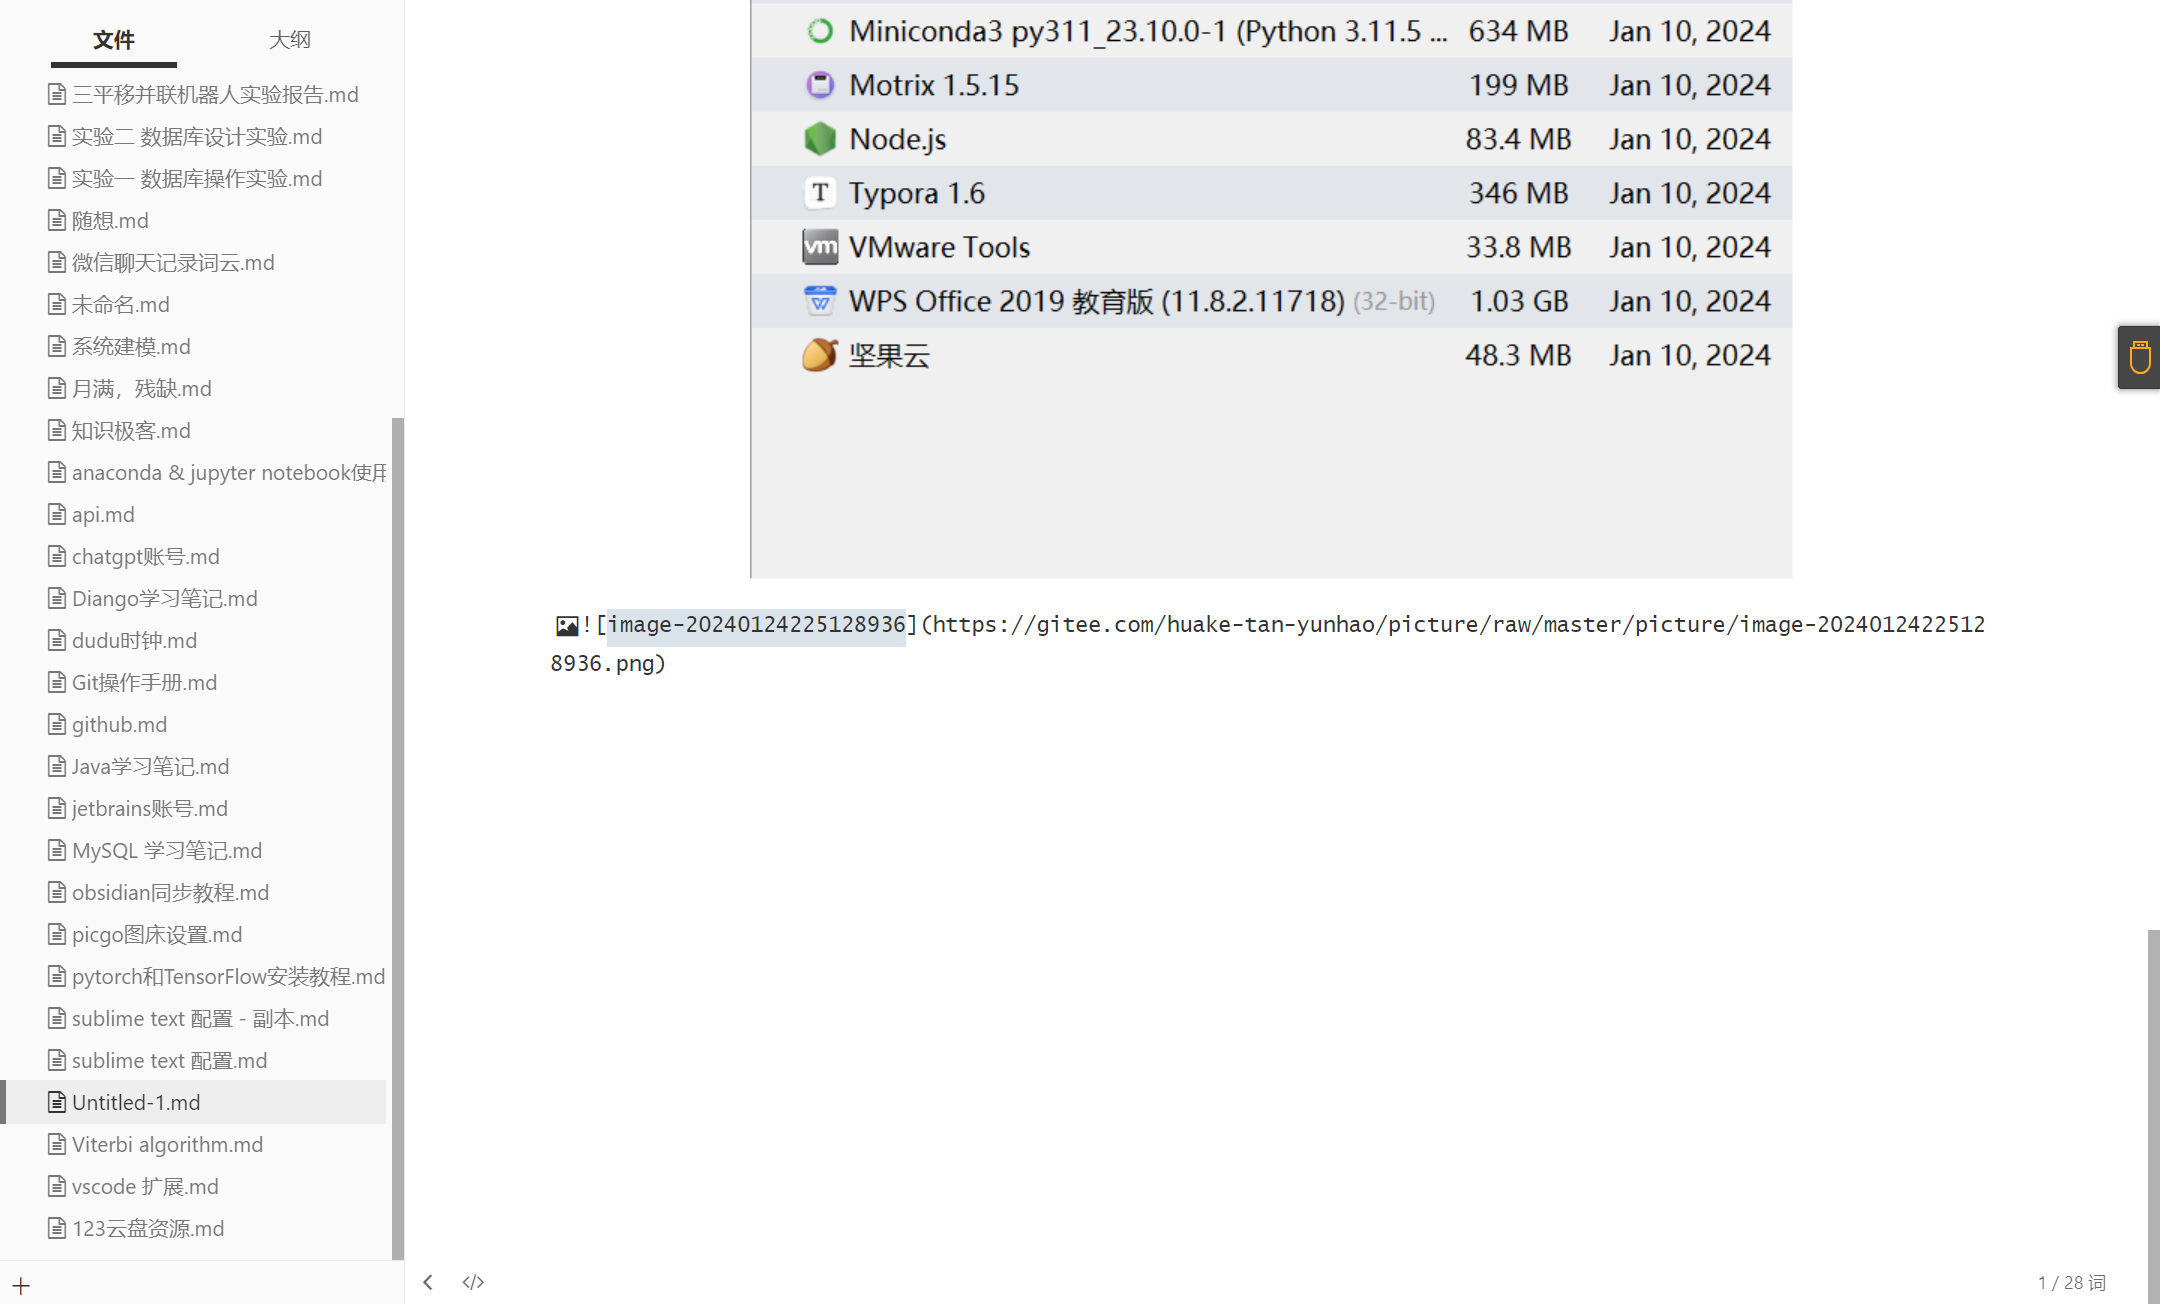 文件 大纲
三平移并联机器人实验报告.md
实验二 数据库设计实验.md
实验一 数据库操作实验.md
随想.md
微信聊天记录词云.md
未命名.md
系统建模.md
月满，残缺.md
知识极客.md
anaconda & jupyter notebook使用
api.md
chatgpt账号.md
Diango学习笔记.md
dudu时钟.md
Git操作手册.md
github.md
Java学习笔记.md
jetbrains账号.md
MySQL 学习笔记.md
obsidian同步教程.md
picgo图床设置.md
pytorch和TensorFlow安装教程.md
sublime text 配置 - 副本.md
sublime text 配置.md
Untitled-1.md
Viterbi algorithm.md
vscode 扩展.md
123云盘资源.md
Miniconda3 py311_23.10.0-1 (Python 3.11.5 ... 634 MB Jan 10, 2024
Motrix 1.5.15 199 MB Jan 10, 2024
Node.js 83.4 MB Jan 10, 2024
T Typora 1.6 346 MB Jan 10, 2024
vm VMware Tools 33.8 MB Jan 10, 2024
WPS Office 2019 教育版 (11.8.2.11718) (32-bit) 1.03 GB Jan 10, 2024
坚果云 48.3 MB Jan 10, 2024
![image-20240124225128936](https://gitee.com/huake-tan-yunhao/picture/raw/master/picture/image-2024012422512
8936.png)
</> 1 / 28 词